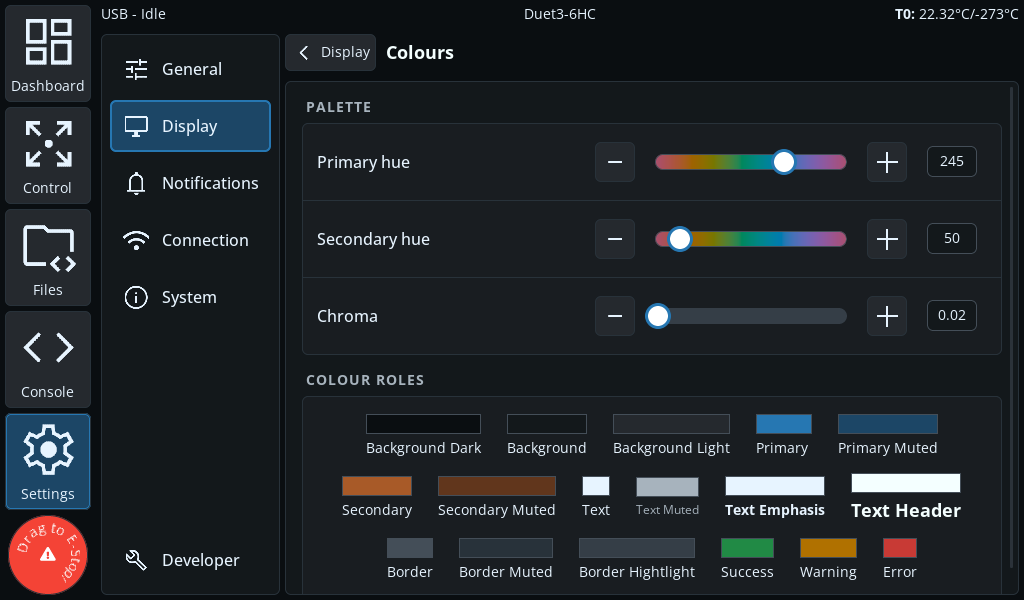 USB - Idle
Duet3-6HC
T0: 22.32°C/-273°C
Dashboard
Control
Files
Console
Settings
Drag to E-Stop!
General
Display
Notifications
Connection
System
Developer
Display
Colours
PALETTE
Primary hue
245
Secondary hue
50
Chroma
0.02
COLOUR ROLES
Background Dark
Background
Background Light
Primary
Primary Muted
Secondary
Secondary Muted
Text
Text Muted
Text Emphasis
Text Header
Border
Border Muted
Border Hightlight
Success
Warning
Error